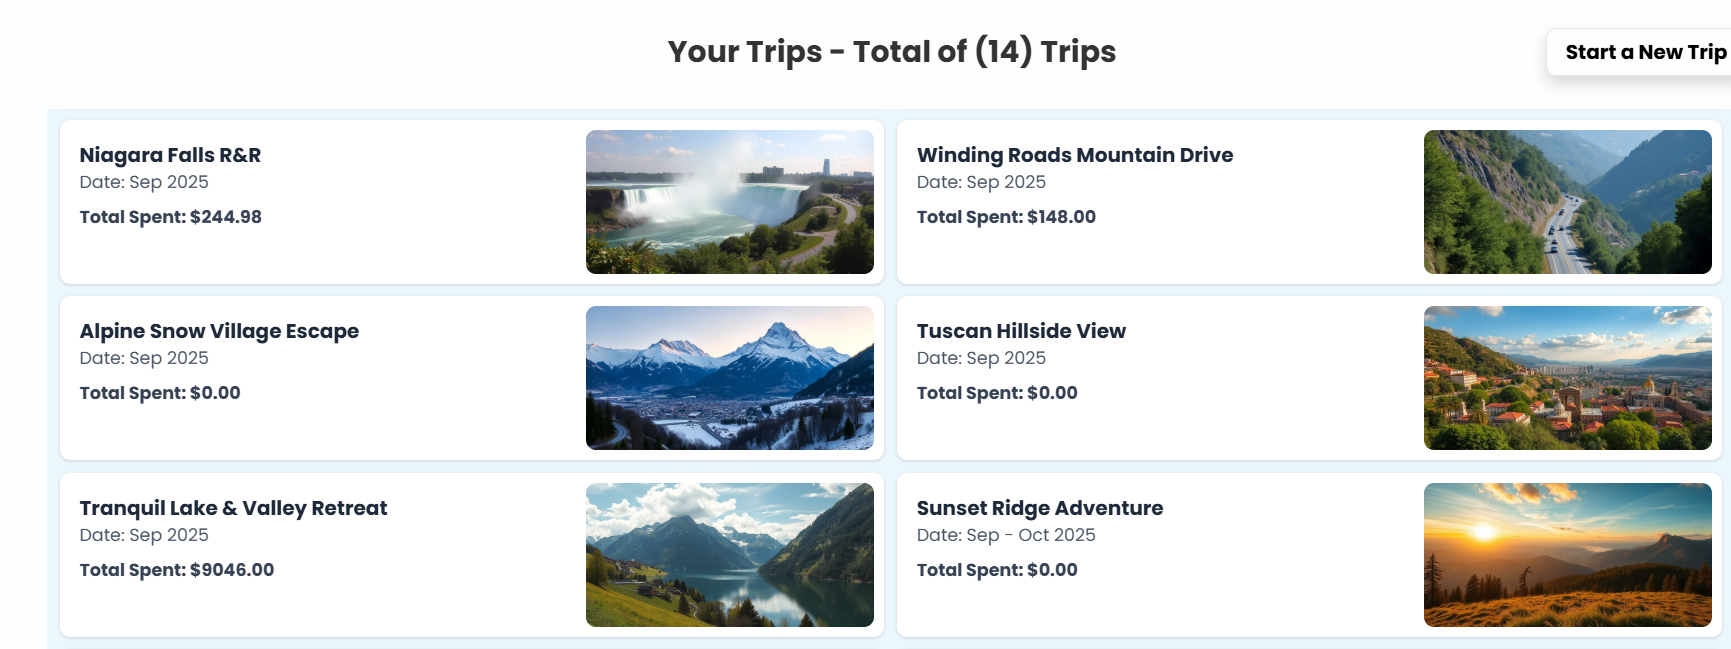 Your Trips - Total of (14) Trips
Start a New Trip
Niagara Falls R&R
Date: Sep 2025
Total Spent: $244.98
Winding Roads Mountain Drive
Date: Sep 2025
Total Spent: $148.00
Alpine Snow Village Escape
Date: Sep 2025
Total Spent: $0.00
Tuscan Hillside View
Date: Sep 2025
Total Spent: $0.00
Tranquil Lake & Valley Retreat
Date: Sep 2025
Total Spent: $9046.00
Sunset Ridge Adventure
Date: Sep - Oct 2025
Total Spent: $0.00